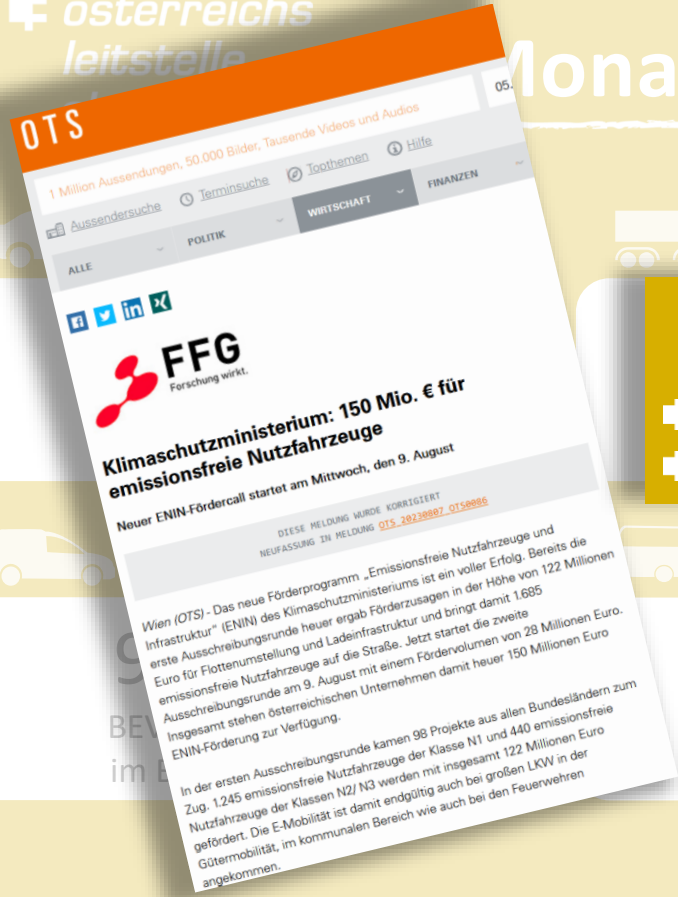 österreichs
leitstelle
Mona
OTS
05.
1 Million Aussendungen, 50.000 Bilder, Tausende Videos und Audios
Aussendersuche Terminsuche Topthemen Hilfe
ALLE POLITIK WIRTSCHAFT FINANZEN
FFG
Forschung wirkt.
Klimaschutzministerium: 150 Mio. € für
emissionsfreie Nutzfahrzeuge
Neuer ENIN-Fördercall startet am Mittwoch, den 9. August
DIESE MELDUNG WURDE KORRIGIERT
NEUFASSUNG IN MELDUNG OTS_20230807_OTS0086
Wien (OTS) - Das neue Förderprogramm „Emissionsfreie Nutzfahrzeuge und
Infrastruktur“ (ENIN) des Klimaschutzministeriums ist ein voller Erfolg. Bereits die
erste Ausschreibungsrunde heuer ergab Förderzusagen in der Höhe von 122 Millionen
Euro für Flottenumstellung und Ladeinfrastruktur und bringt damit 1.685
emissionsfreie Nutzfahrzeuge auf die Straße. Jetzt startet die zweite
Ausschreibungsrunde am 9. August mit einem Fördervolumen von 28 Millionen Euro.
Insgesamt stehen österreichischen Unternehmen damit heuer 150 Millionen Euro
ENIN-Förderung zur Verfügung.
In der ersten Ausschreibungsrunde kamen 98 Projekte aus allen Bundesländern zum
Zug. 1.245 emissionsfreie Nutzfahrzeuge der Klasse N1 und 440 emissionsfreie
Nutzfahrzeuge der Klassen N2/ N3 werden mit insgesamt 122 Millionen Euro
gefördert. Die E-Mobilität ist damit endgültig auch bei großen LKW in der
Gütermobilität, im kommunalen Bereich wie auch bei den Feuerwehren
angekommen.
9
BEV
im